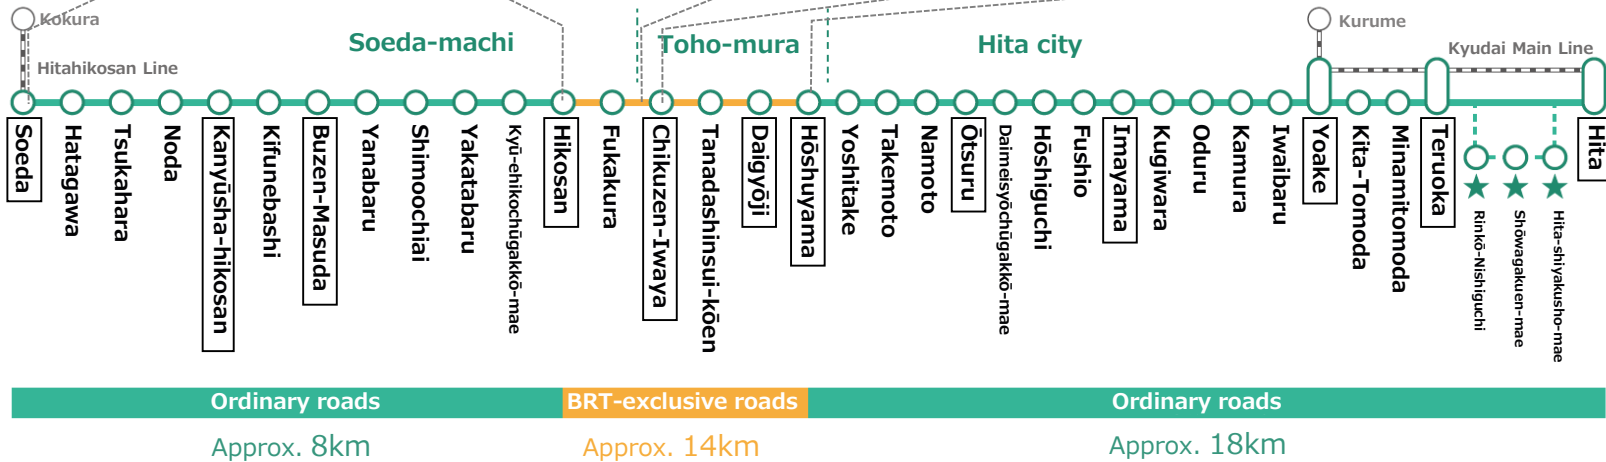 Kokura
Kurume
Soeda-machi
Toho-mura
Hita city
Kyudai Main Line
Hitahikosan Line
Soeda
Hatagawa
Tsukahara
Noda
Kanyūsha-hikosan
Kifunebashi
Buzen-Masuda
Yanabaru
Shimoochiai
Yakatabaru
Kyū-ehikochūgakkō-mae
Hikosan
Fukakura
Chikuzen-Iwaya
Tanadashinsui-kōen
Daigyōji
Hōshuyama
Yoshitake
Takemoto
Namoto
Ōtsuru
Daimeisyōchūgakkō-mae
Hōshiguchi
Fushio
Imayama
Kugiwara
Oduru
Kamura
Iwaibaru
Yoake
Kita-Tomoda
Minamitomoda
Teruoka
Rinkō-Nishiguchi
Shōwagakuen-mae
Hita-shiyakusho-mae
Hita
Ordinary roads
BRT-exclusive roads
Ordinary roads
Approx. 8km
Approx. 14km
Approx. 18km